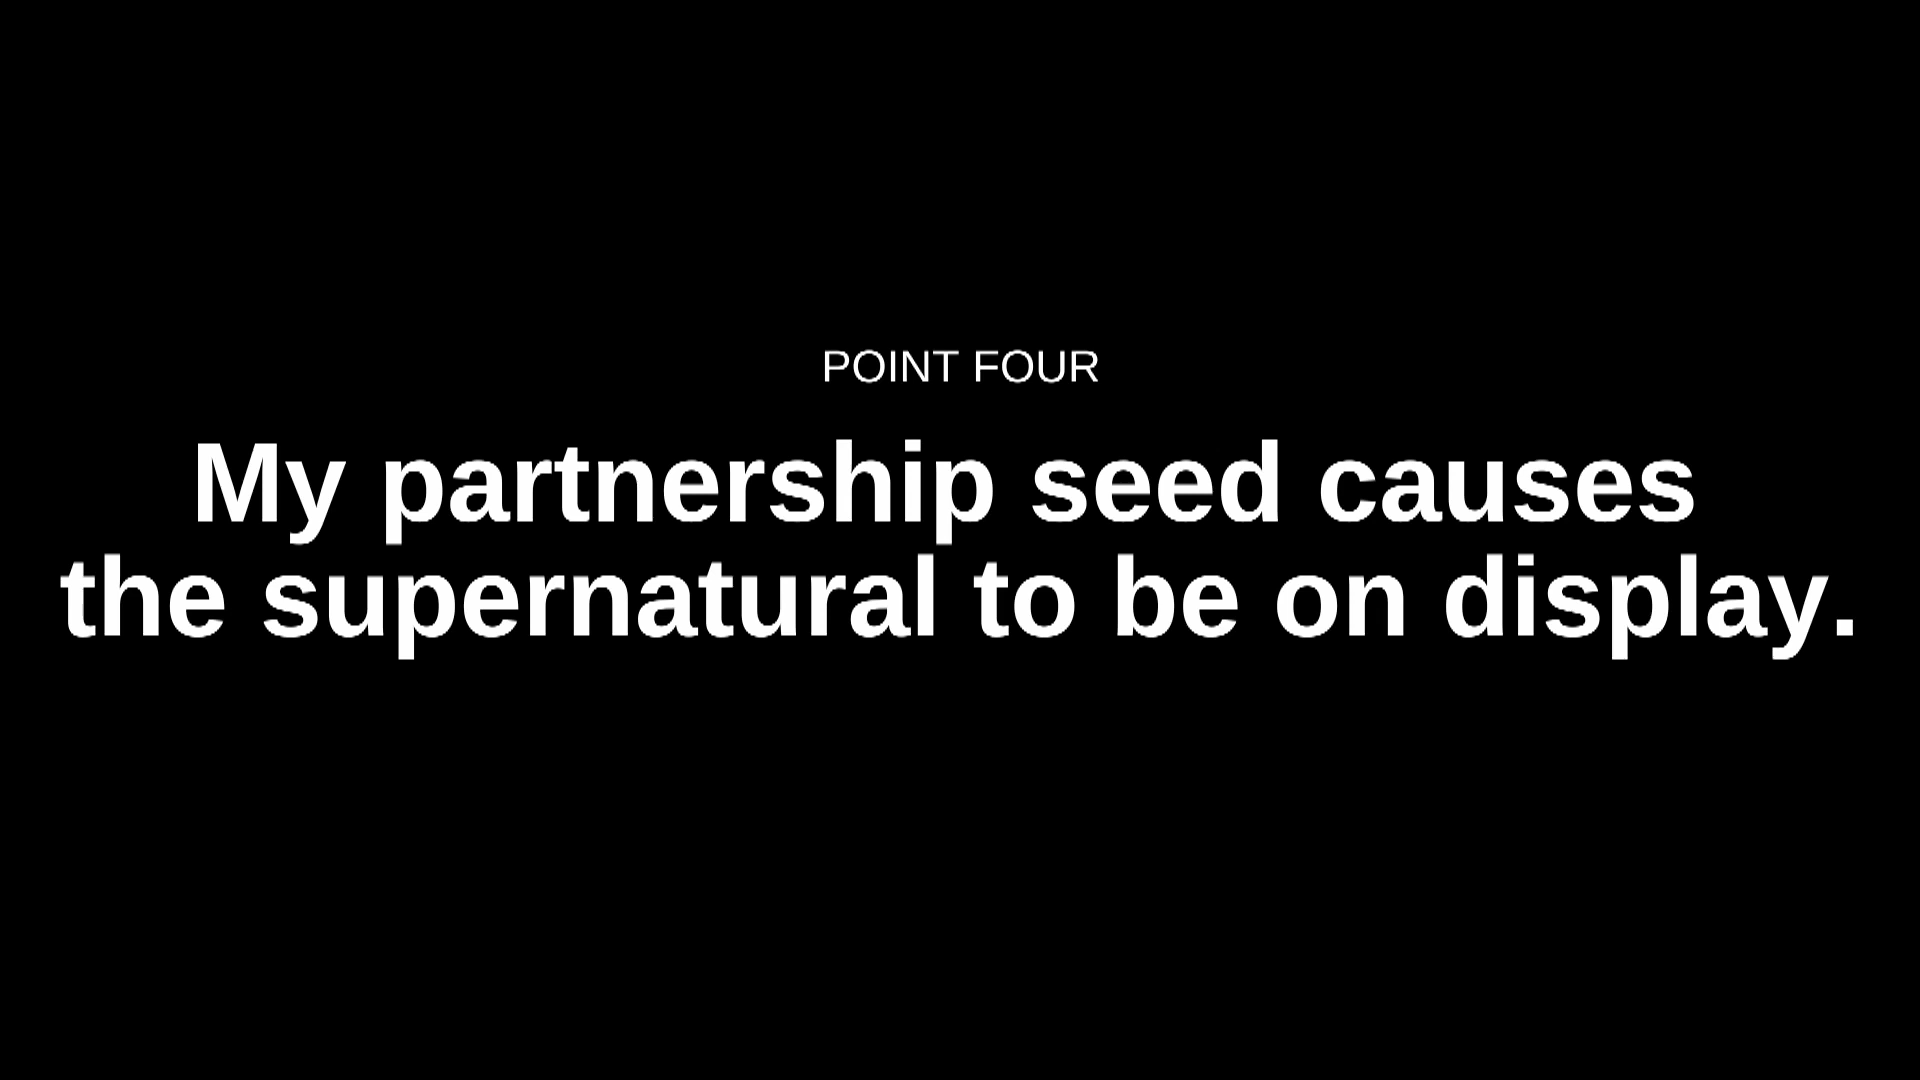 POINT FOUR
My partnership seed causes
the supernatural to be on display.